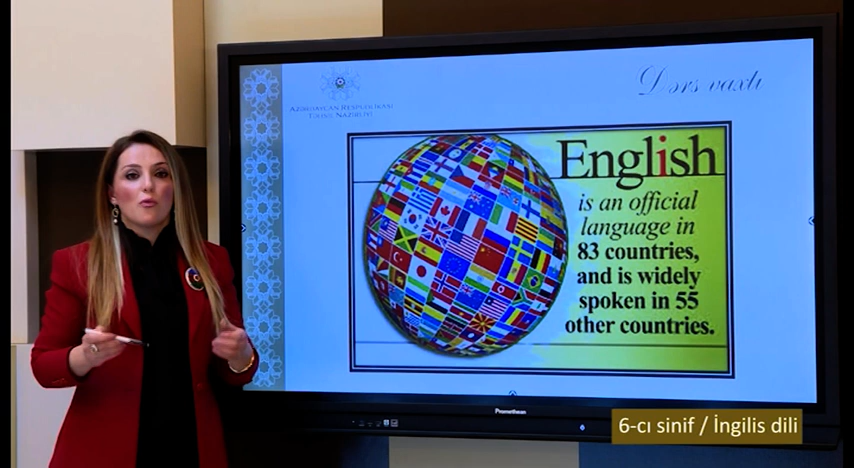 AZƏRBAYCAN RESPUBLİKASI
TƏHSİL NAZİRLİYİ
Dərs vaxtı
English
is an official
language in
83 countries,
and is widely
spoken in 55
other countries.
Promethean
6-cı sinif / İngilis dili